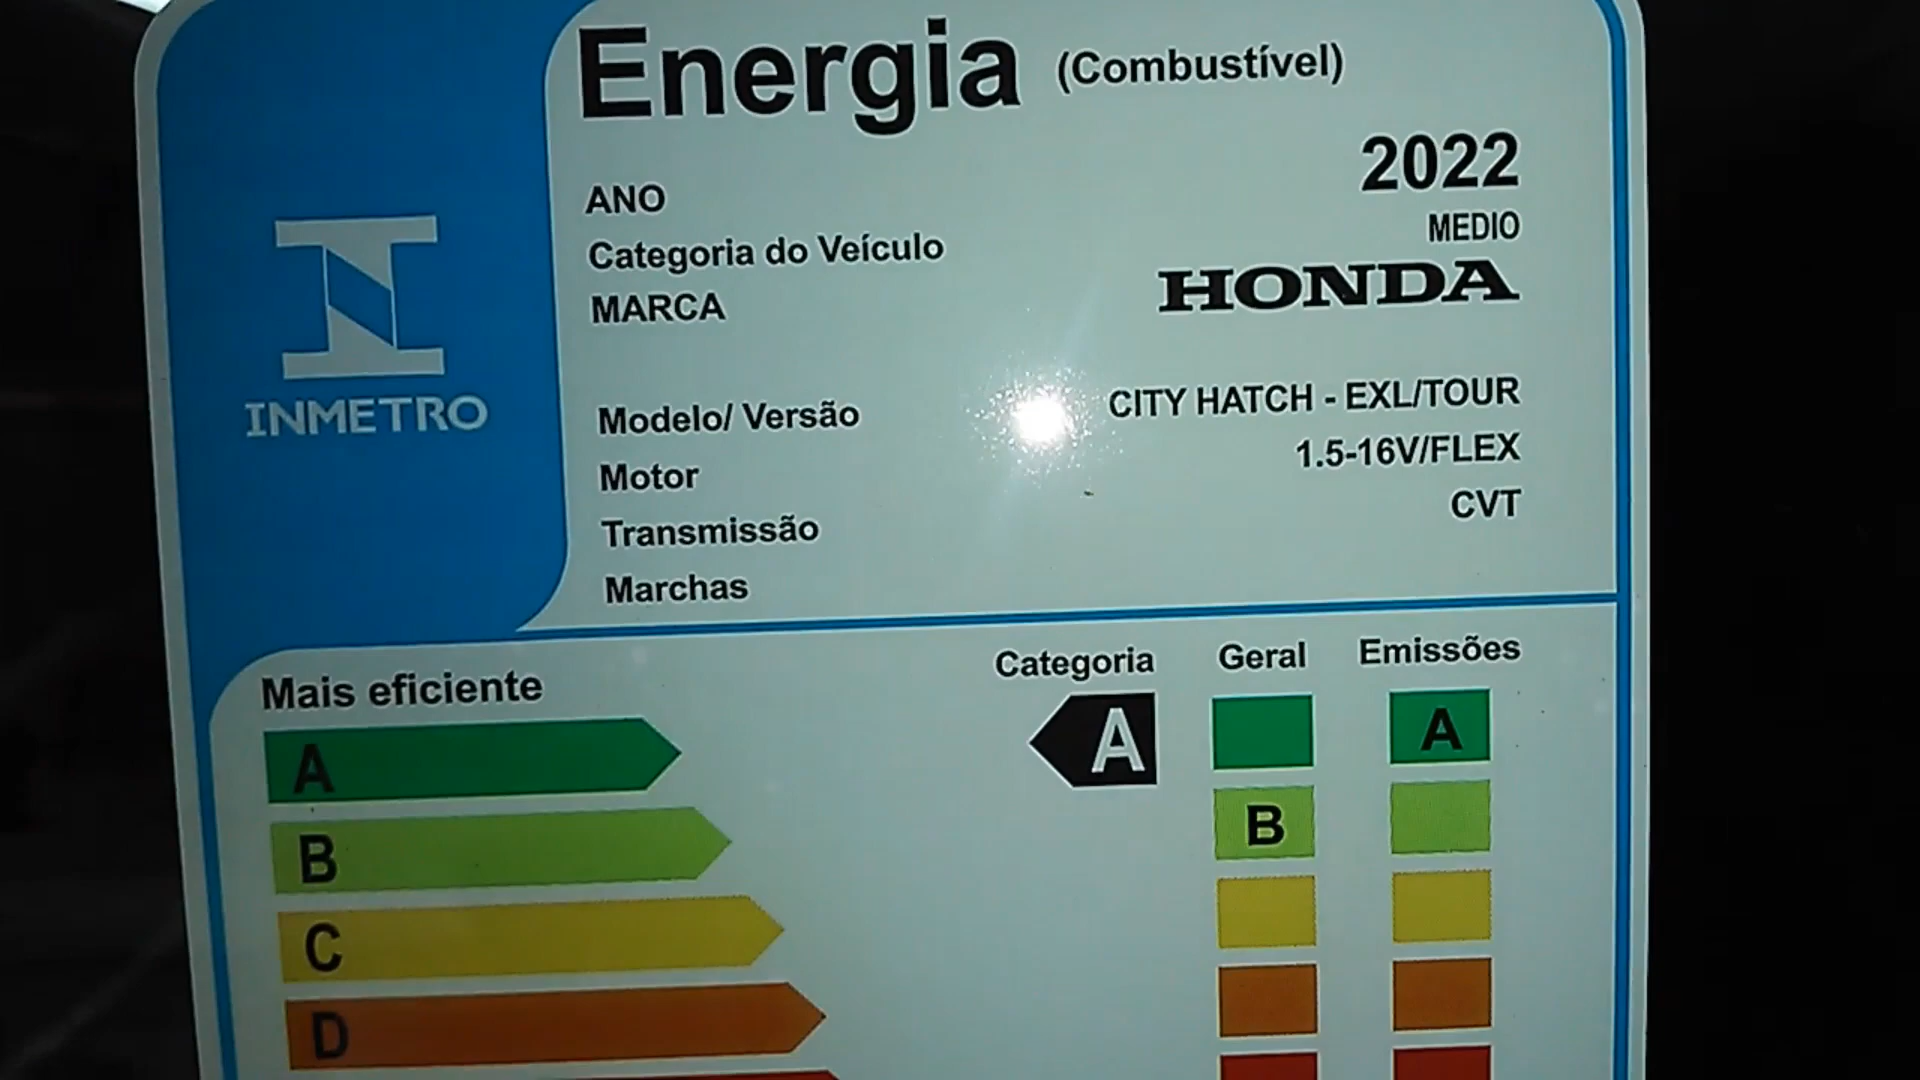 Energia (Combustível)
ANO 2022
Categoria do Veículo MEDIO
MARCA HONDA
INMETRO
Modelo/ Versão CITY HATCH - EXL/TOUR
Motor 1.5-16V/FLEX
Transmissão CVT
Marchas
Categoria Geral Emissões
Mais eficiente
A A A
B B
C
D